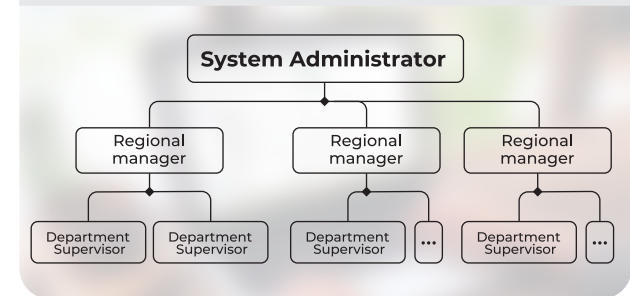 System Administrator
Regional
manager
Regional
manager
Regional
manager
Department
Supervisor
Department
Supervisor
Department
Supervisor
...
Department
Supervisor
...